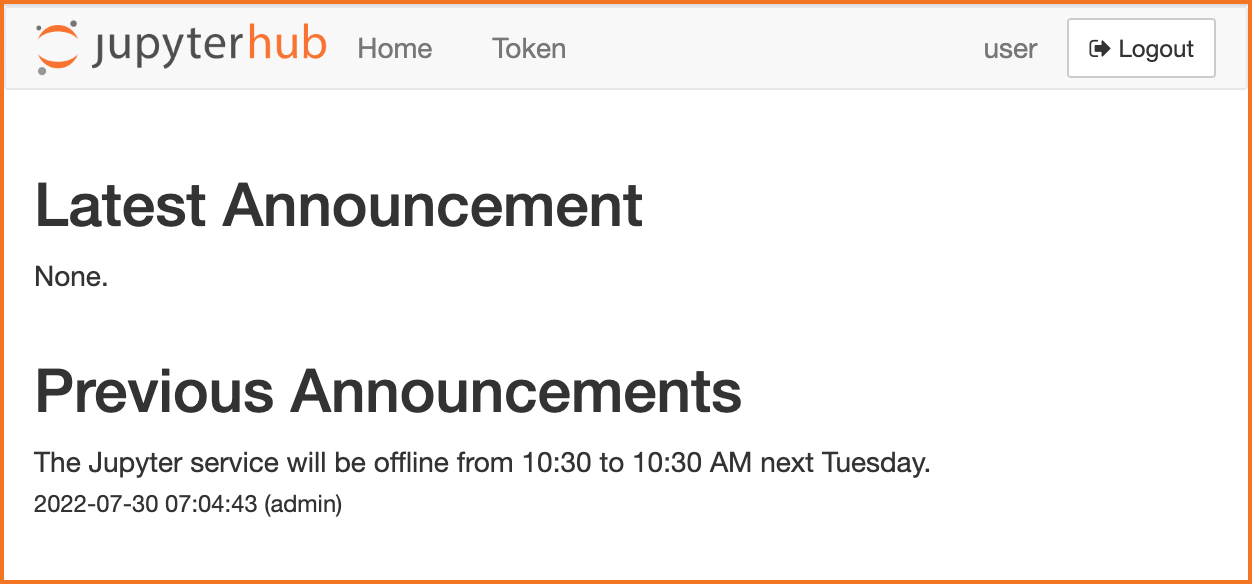 jupyterhub Home Token user Logout
Latest Announcement
None.
Previous Announcements
The Jupyter service will be offline from 10:30 to 10:30 AM next Tuesday.
2022-07-30 07:04:43 (admin)